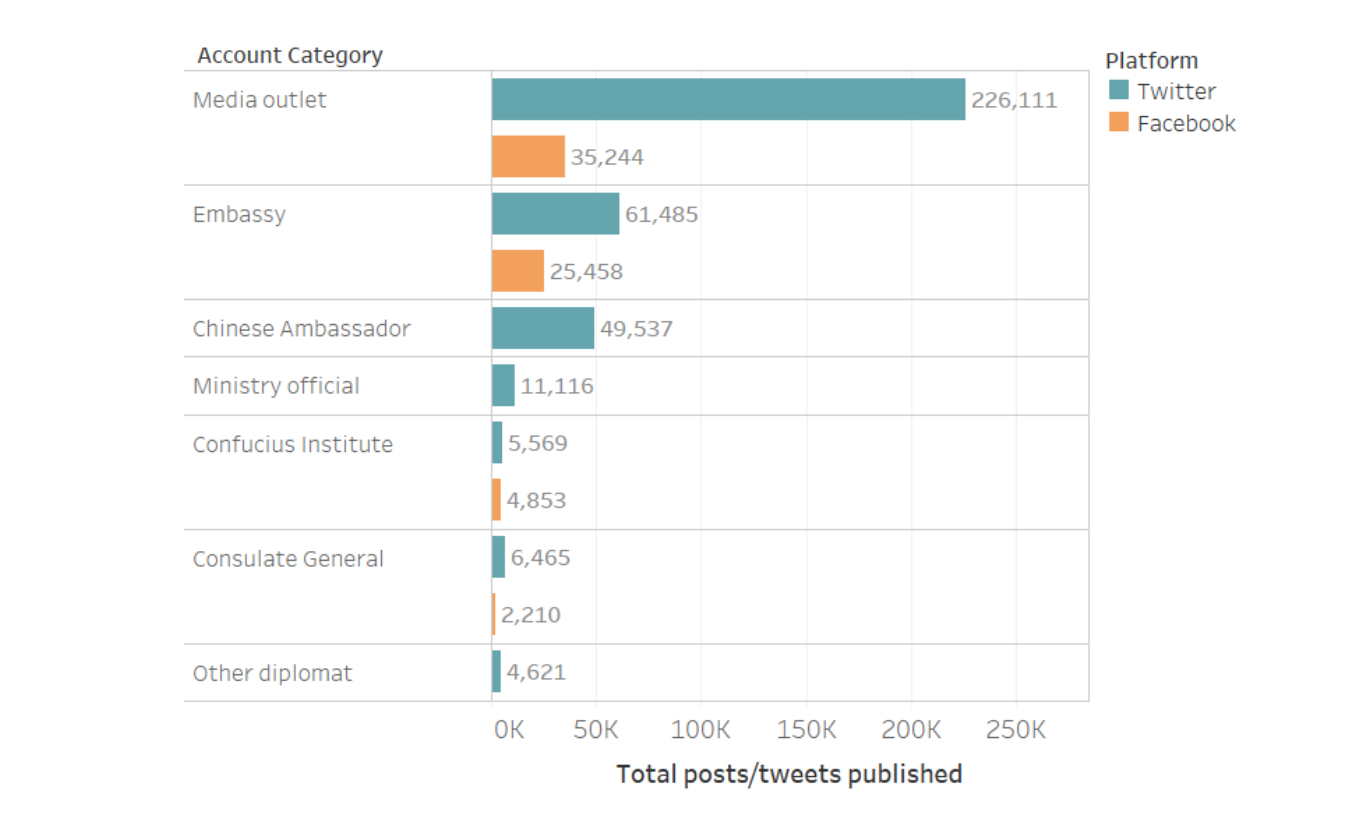 Account Category
Platform
Twitter
Facebook
Media outlet
226,111
35,244
Embassy
61,485
25,458
Chinese Ambassador
49,537
Ministry official
11,116
Confucius Institute
5,569
4,853
Consulate General
6,465
2,210
Other diplomat
4,621
0K 50K 100K 150K 200K 250K
Total posts/tweets published